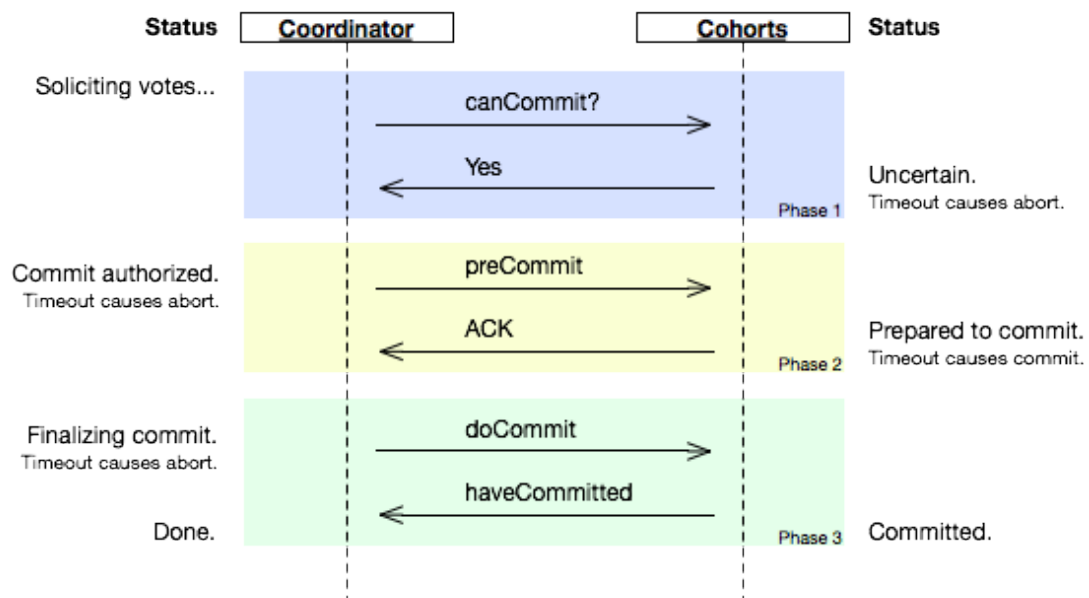 Status Coordinator Cohorts Status
Soliciting votes...
canCommit?
Yes
Uncertain.
Timeout causes abort.
Phase 1
Commit authorized.
Timeout causes abort.
preCommit
ACK
Prepared to commit.
Timeout causes commit.
Phase 2
Finalizing commit.
Timeout causes abort.
doCommit
haveCommitted
Done.
Committed.
Phase 3